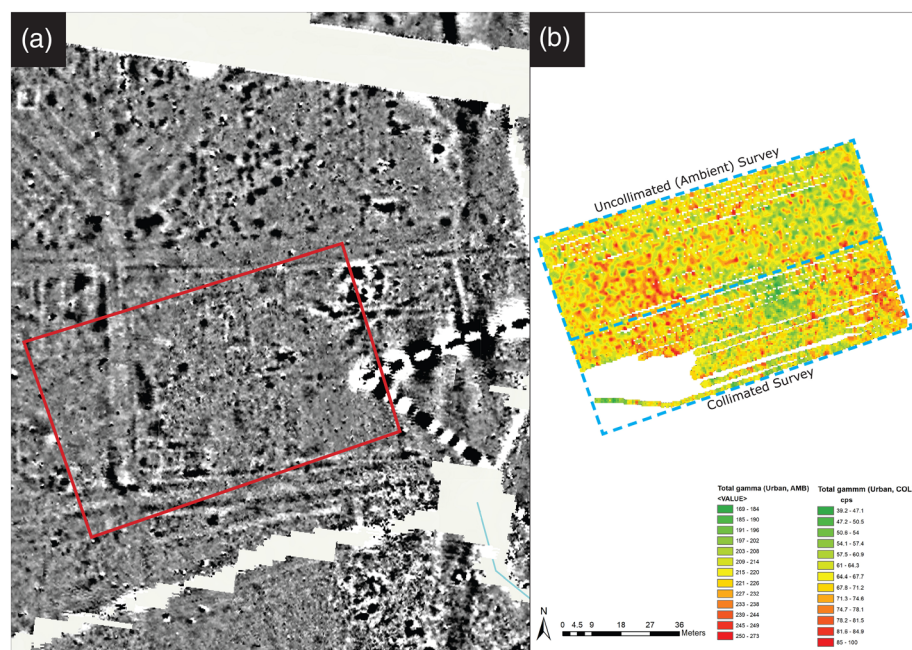 (a)
(b)
Uncollimated (Ambient) Survey
Collimated Survey
Total gamma (Urban, AMB)
<VALUE>
169 - 184
185 - 190
191 - 196
197 - 202
203 - 208
209 - 214
215 - 220
221 - 226
227 - 232
233 - 238
239 - 244
245 - 249
250 - 273
Total gammm (Urban, COL
cps
39.2 - 47.1
47.2 - 50.5
50.6 - 54
54.1 - 57.4
57.5 - 60.9
61 - 64.3
64.4 - 67.7
67.8 - 71.2
71.3 - 74.6
74.7 - 78.1
78.2 - 81.5
81.6 - 84.9
85 - 100
N
0 4.5 9 18 27 36
Meters